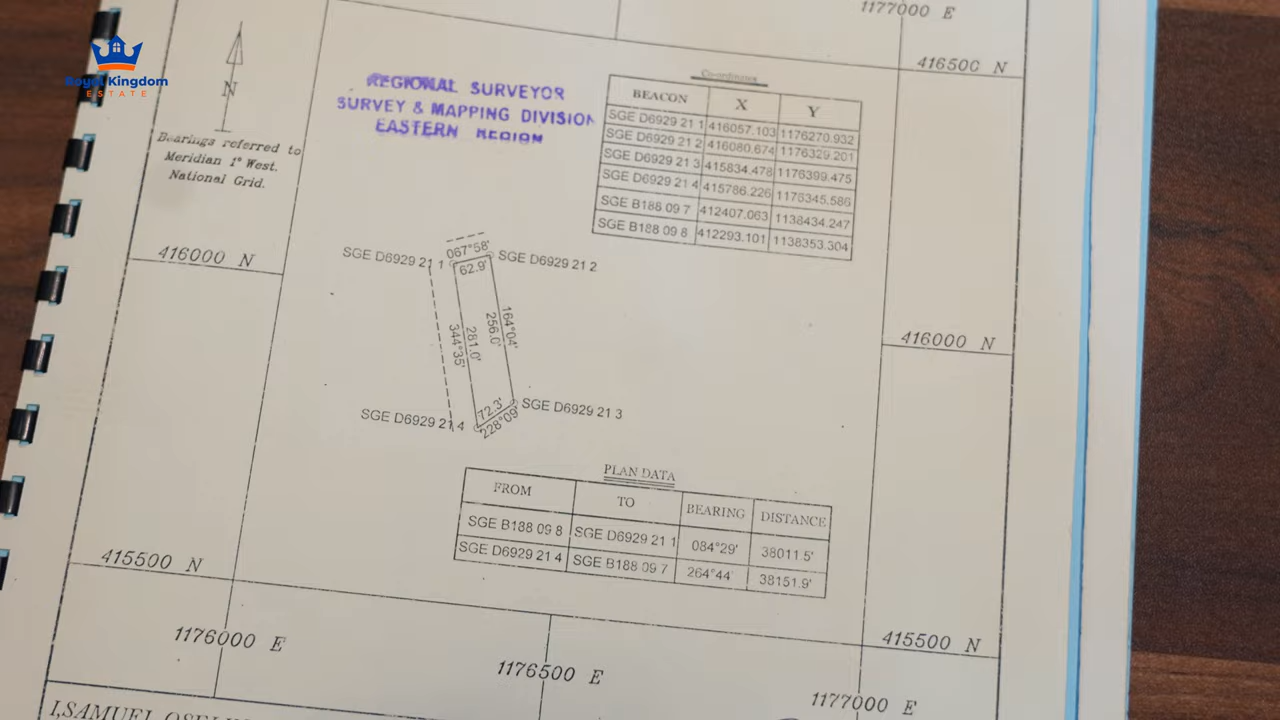 1177000 E
416500 N
Royal Kingdom
ESTATE
N
Bearings referred to
Meridian 1° West.
National Grid.
REGIONAL SURVEYOR
SURVEY & MAPPING DIVISION
EASTERN REGION
Co-ordinates
BEACON X Y
SGE D6929 21 1 416057.103 1176270.932
SGE D6929 21 2 416080.674 1176329.201
SGE D6929 21 3 415834.478 1176399.475
SGE D6929 21 4 415786.226 1176345.586
SGE B188 09 7 412407.063 1138434.247
SGE B188 09 8 412293.101 1138353.304
416000 N
SGE D6929 21 1
067°58'
62.9'
SGE D6929 21 2
164°04'
256.0'
281.0'
344°35'
416000 N
SGE D6929 21 4
72.3'
228°09'
SGE D6929 21 3
PLAN DATA
FROM TO BEARING DISTANCE
SGE B188 09 8 SGE D6929 21 1 084°29' 38011.5'
SGE D6929 21 4 SGE B188 09 7 264°44' 38151.9'
415500 N
415500 N
1176000 E
1176500 E
1177000 E
I,SAMUEL